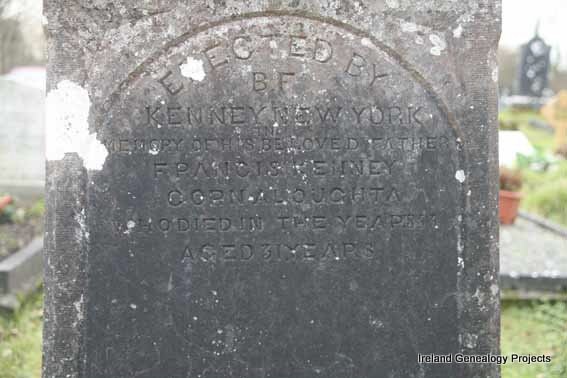 ERECTED BY
B F
KENNEY NEW YORK
IN
MEMORY OF HIS BELOVED FATHER
FRANCIS KENNEY
CORNALOUGHTA
WHO DIED IN THE YEAR
AGED 31 YEARS
Ireland Genealogy Projects